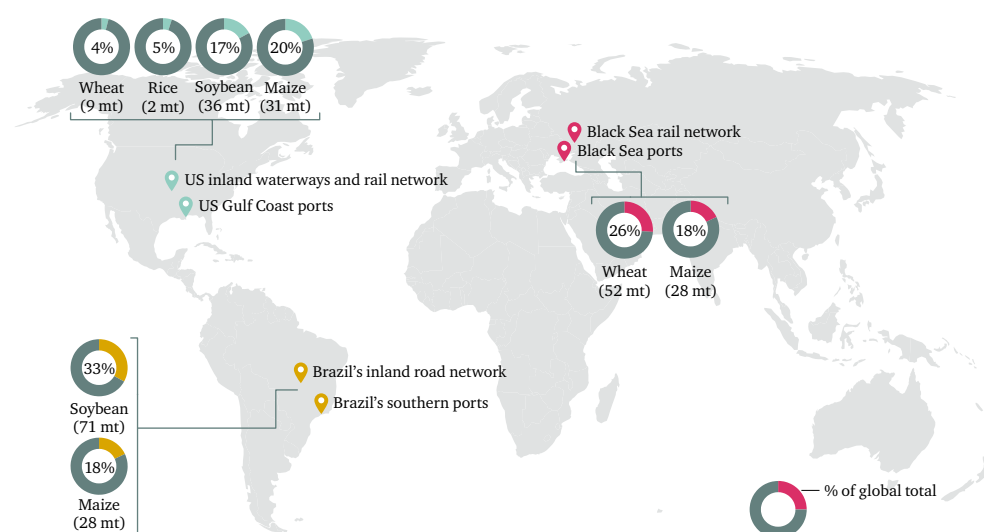 4%
5%
17%
20%
Wheat
(9 mt)
Rice
(2 mt)
Soybean
(36 mt)
Maize
(31 mt)
US inland waterways and rail network
US Gulf Coast ports
Black Sea rail network
Black Sea ports
26%
18%
Wheat
(52 mt)
Maize
(28 mt)
33%
Soybean
(71 mt)
18%
Maize
(28 mt)
Brazil's inland road network
Brazil's southern ports
% of global total